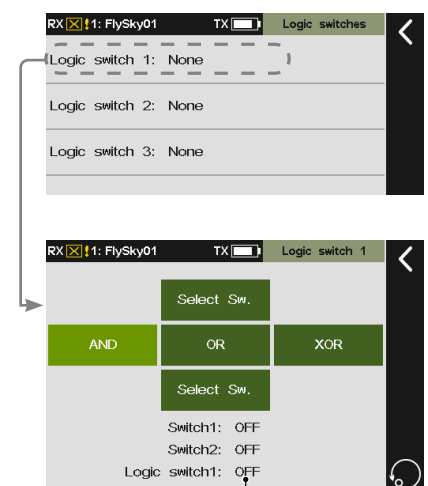 RX !1: FlySky01 TX Logic switches
Logic switch 1: None
Logic switch 2: None
Logic switch 3: None
RX !1: FlySky01 TX Logic switch 1
Select Sw.
AND OR XOR
Select Sw.
Switch1: OFF
Switch2: OFF
Logic switch1: OFF